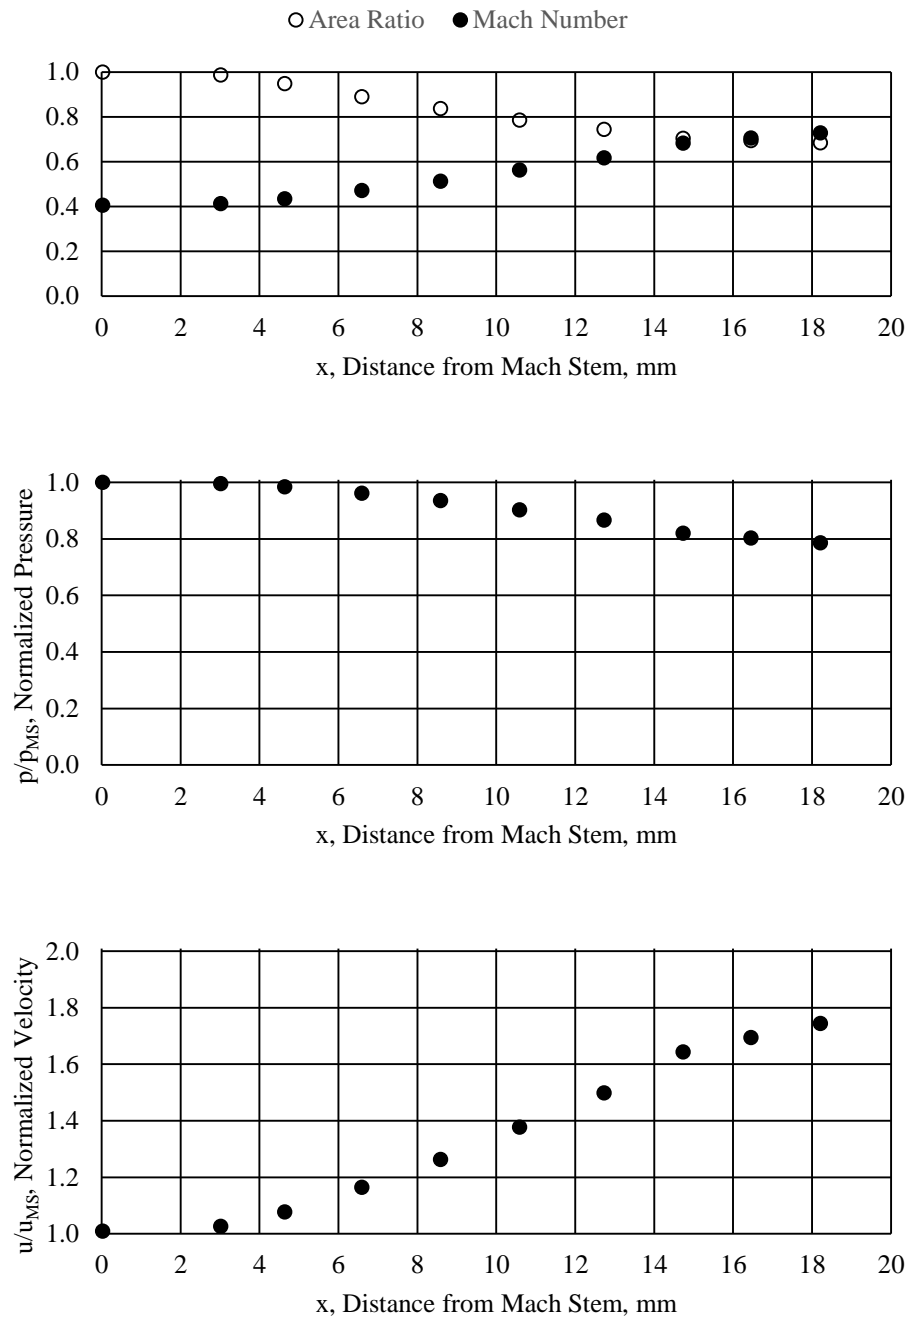 Area Ratio Mach Number
1.0
0.8
0.6
0.4
0.2
0.0
0 2 4 6 8 10 12 14 16 18 20
x, Distance from Mach Stem, mm
p/pMS, Normalized Pressure
1.0
0.8
0.6
0.4
0.2
0.0
0 2 4 6 8 10 12 14 16 18 20
x, Distance from Mach Stem, mm
u/uMS, Normalized Velocity
2.0
1.8
1.6
1.4
1.2
1.0
0 2 4 6 8 10 12 14 16 18 20
x, Distance from Mach Stem, mm